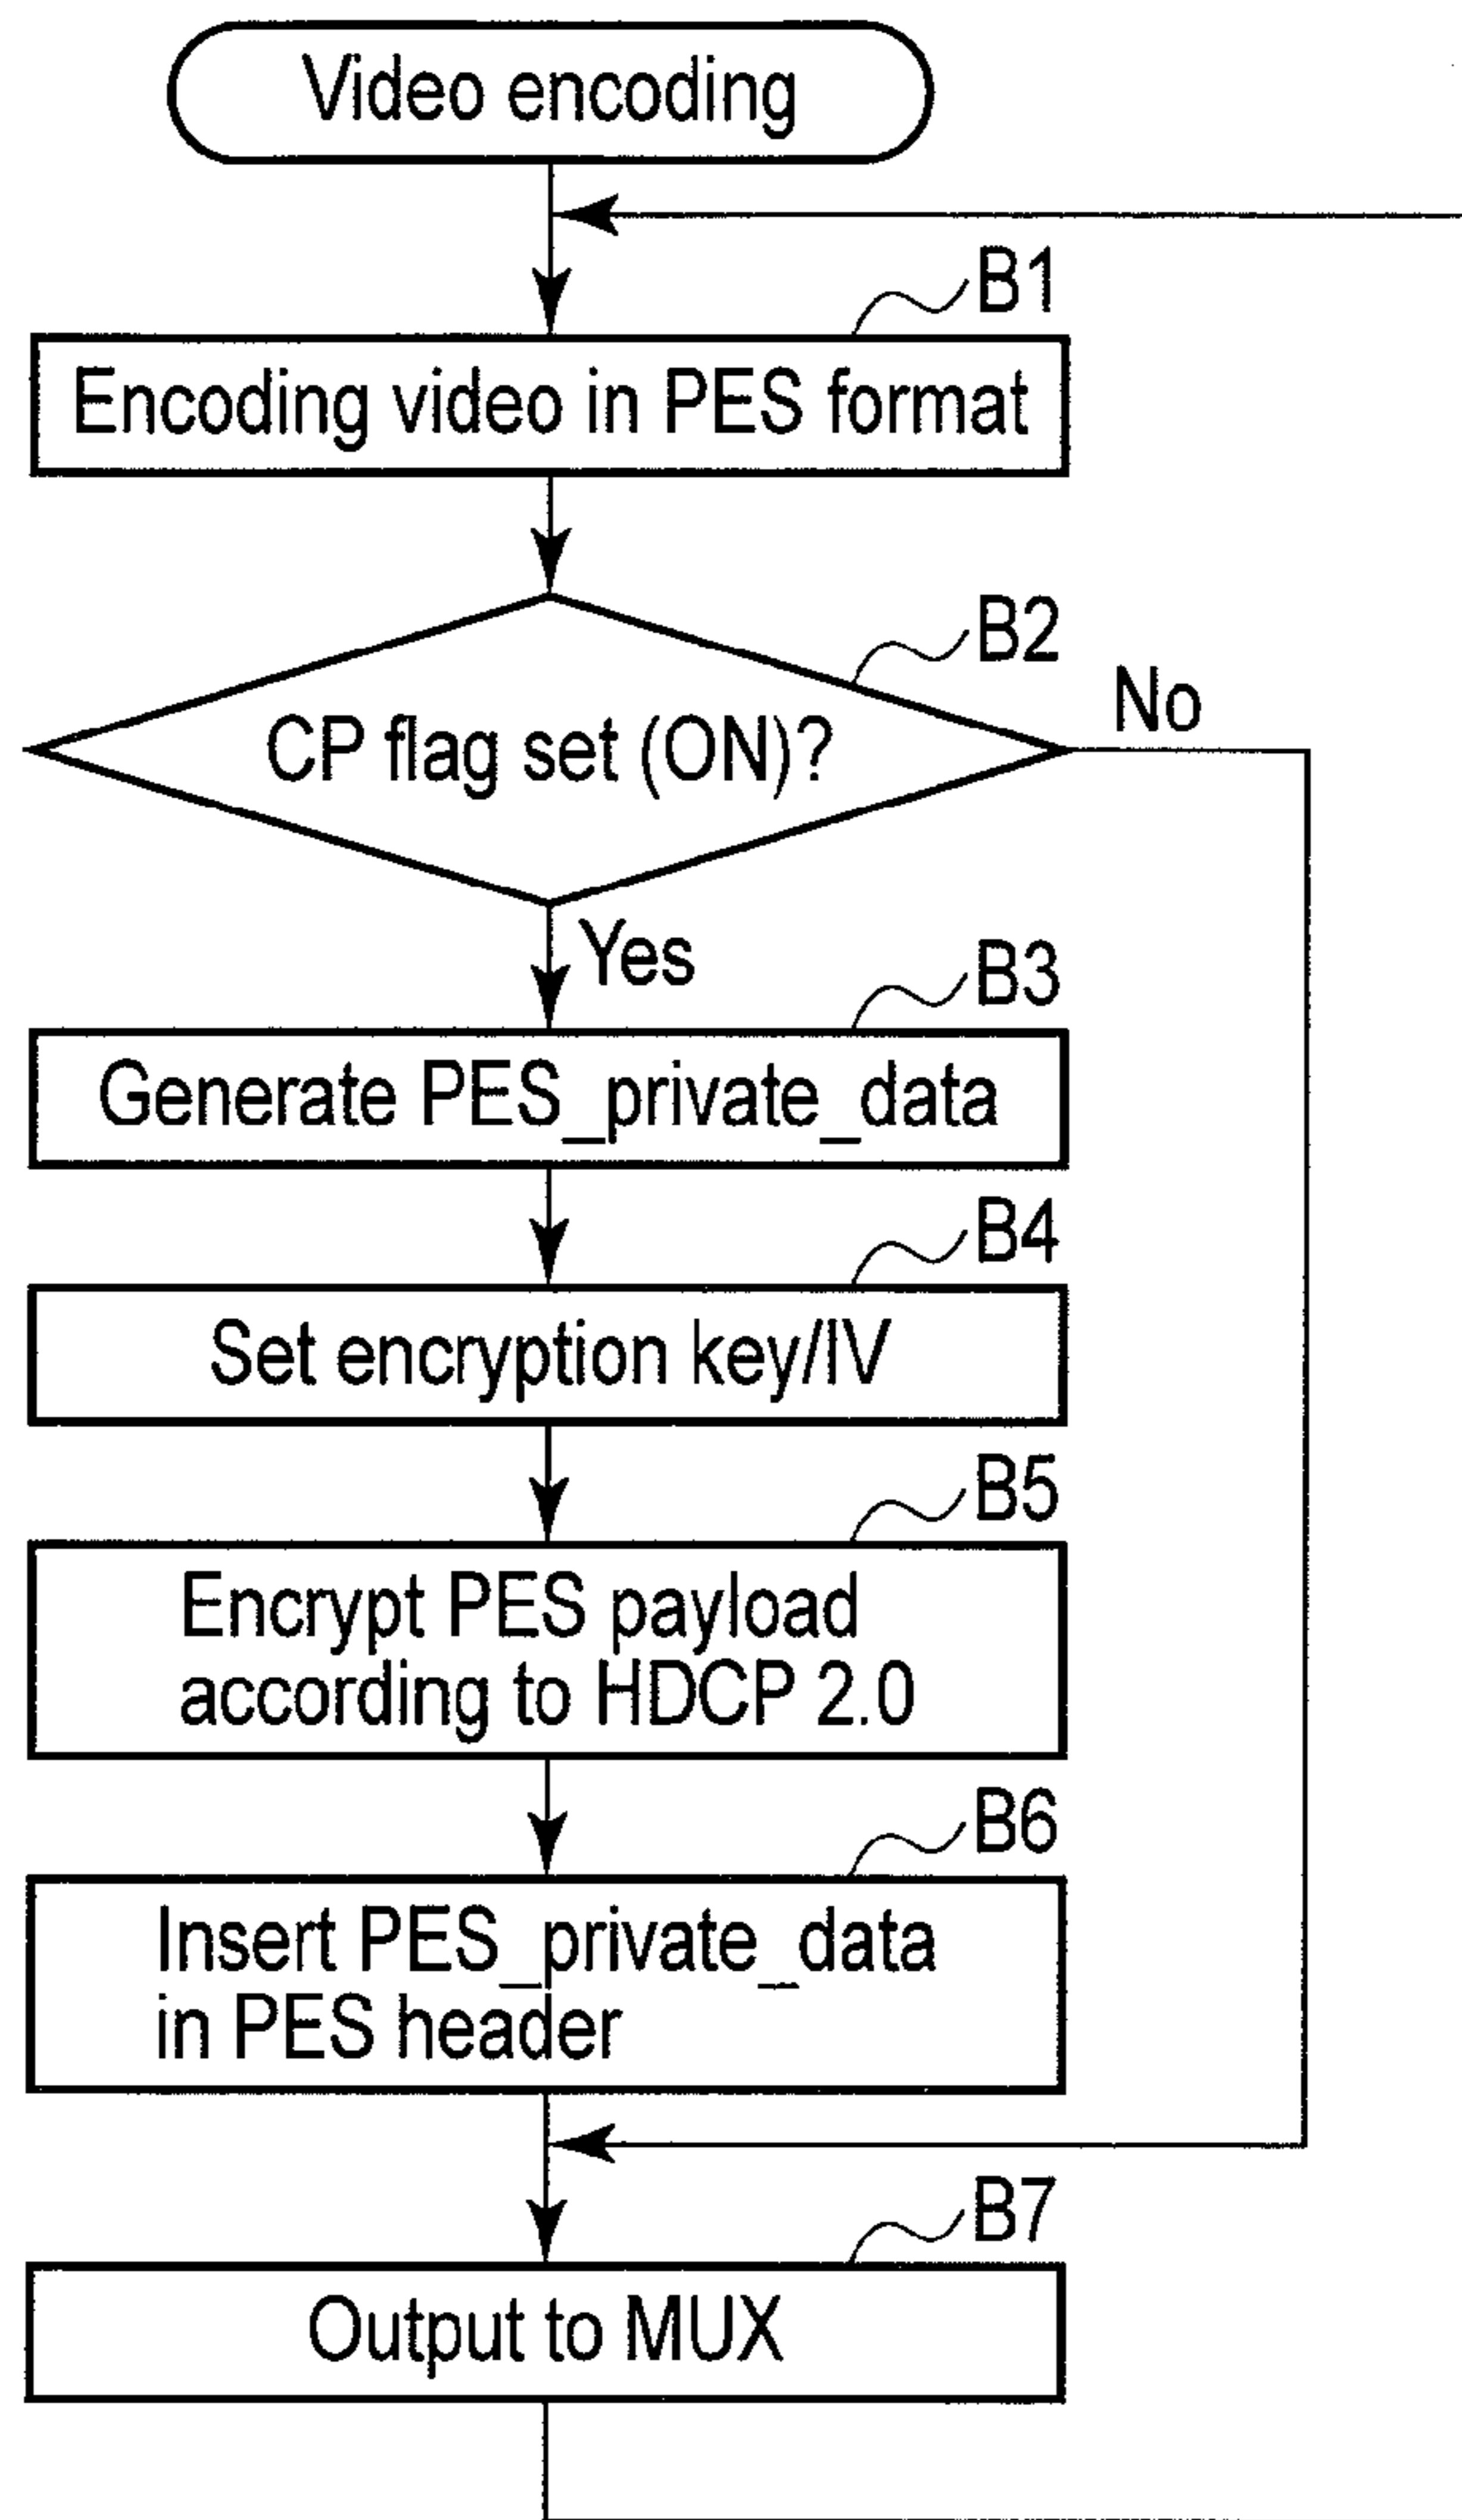 Video encoding
B1
Encoding video in PES format
B2
No
CP flag set (ON)?
Yes
B3
Generate PES_private_data
B4
Set encryption key/IV
B5
Encrypt PES payload
according to HDCP 2.0
B6
Insert PES_private_data
in PES header
B7
Output to MUX